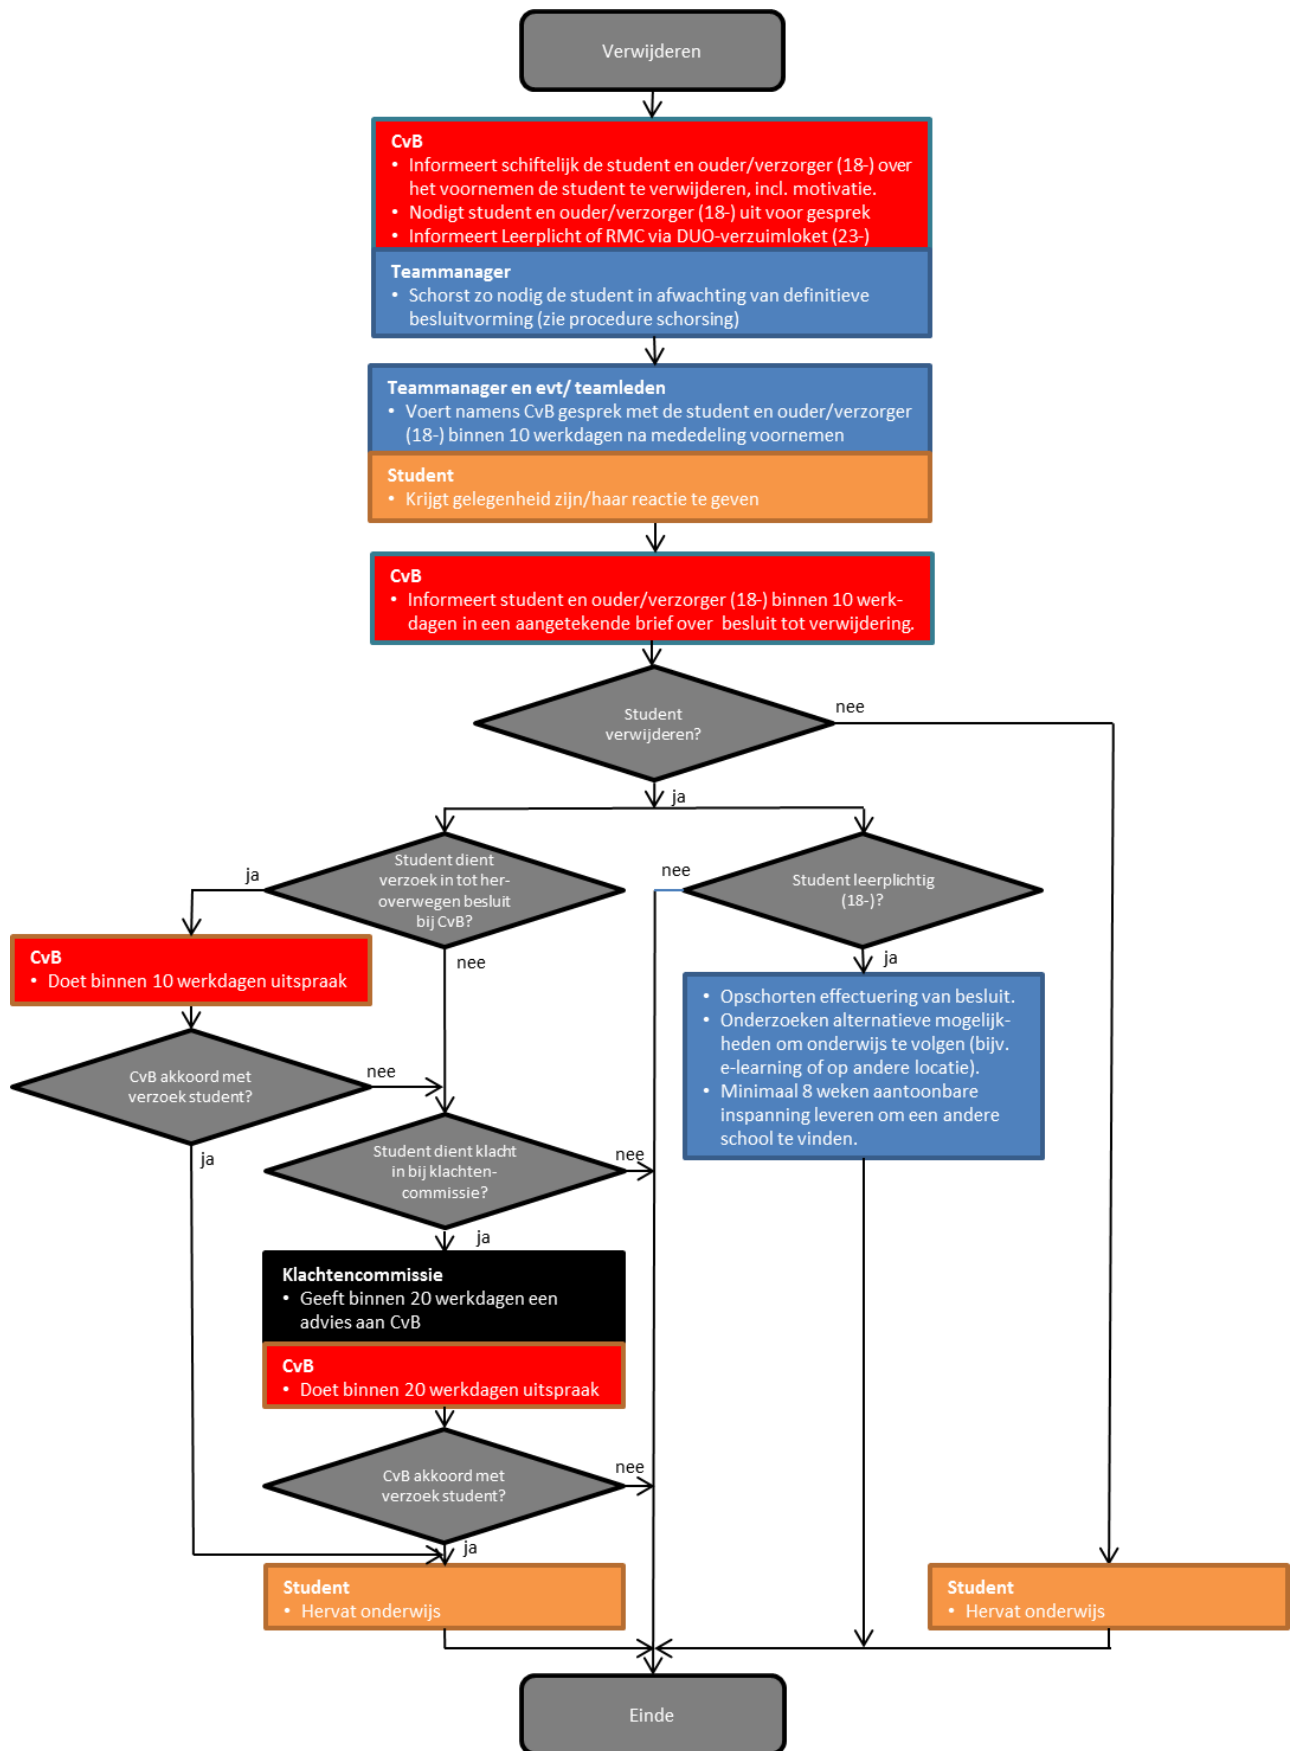 Verwijderen
CvB
• Informeert schiftelijk de student en ouder/verzorger (18-) over
het voornemen de student te verwijderen, incl. motivatie.
• Nodigt student en ouder/verzorger (18-) uit voor gesprek
• Informeert Leerplicht of RMC via DUO-verzuimloket (23-)
Teammanager
• Schorst zo nodig de student in afwachting van definitieve
besluitvorming (zie procedure schorsing)
Teammanager en evt/ teamleden
• Voert namens CvB gesprek met de student en ouder/verzorger
(18-) binnen 10 werkdagen na mededeling voornemen
Student
• Krijgt gelegenheid zijn/haar reactie te geven
CvB
• Informeert student en ouder/verzorger (18-) binnen 10 werk-
dagen in een aangetekende brief over besluit tot verwijdering.
Student
verwijderen?
nee
ja
Student dient
verzoek in tot her-
overwegen besluit
bij CvB?
ja
nee
Student leerplichtig
(18-)?
nee
ja
CvB
• Doet binnen 10 werkdagen uitspraak
• Opschorten effectuering van besluit.
• Onderzoeken alternatieve mogelijk-
heden om onderwijs te volgen (bijv.
e-learning of op andere locatie).
• Minimaal 8 weken aantoonbare
inspanning leveren om een andere
school te vinden.
CvB akkoord met
verzoek student?
nee
ja
Student dient klacht
in bij klachten-
commissie?
nee
ja
Klachtencommissie
• Geeft binnen 20 werkdagen een
advies aan CvB
CvB
• Doet binnen 20 werkdagen uitspraak
CvB akkoord met
verzoek student?
nee
ja
Student
• Hervat onderwijs
Student
• Hervat onderwijs
Einde